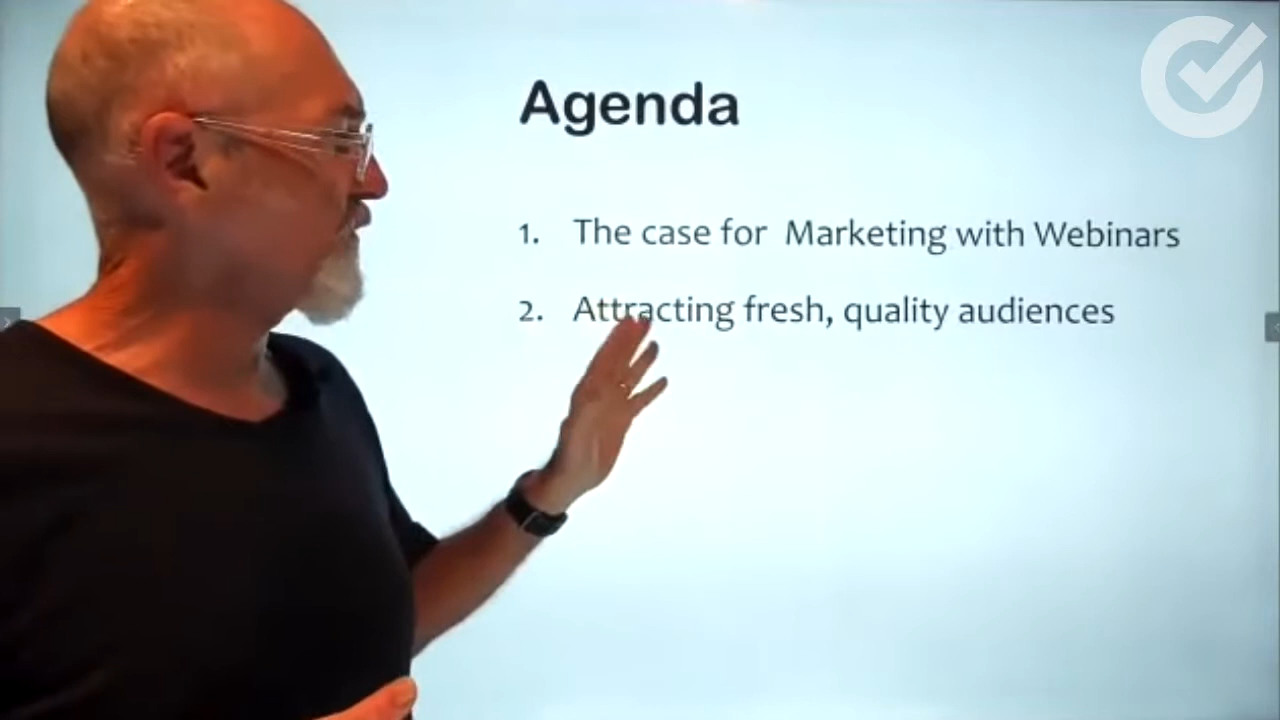 Agenda
1. The case for  Marketing with Webinars
2. Attracting fresh, quality audiences